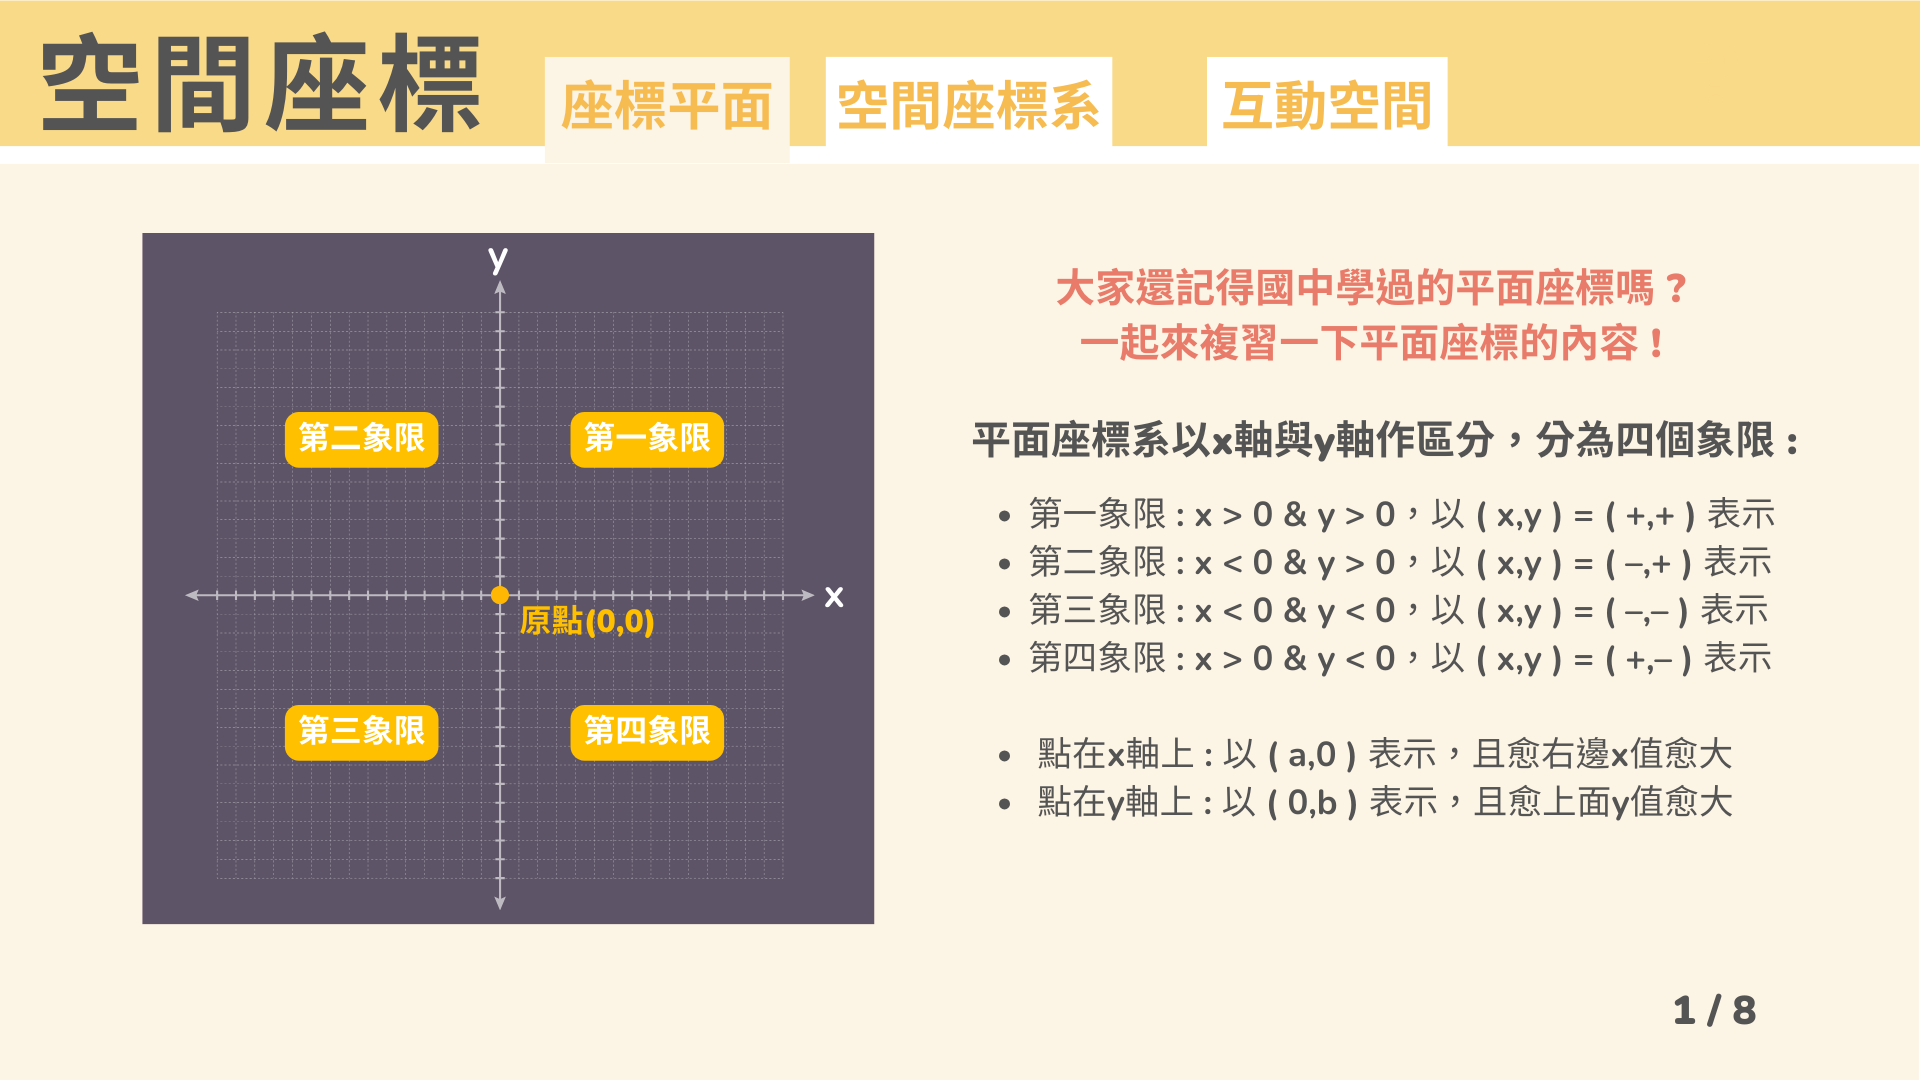 空間座標
座標平面
空間座標系
互動空間
y
第二象限
第一象限
x
原點(0,0)
第三象限
第四象限
大家還記得國中學過的平面座標嗎？
一起來複習一下平面座標的內容！
平面座標系以x軸與y軸作區分，分為四個象限：
• 第一象限 : x > 0 & y > 0，以 ( x,y ) = ( +,+ ) 表示
• 第二象限 : x < 0 & y > 0，以 ( x,y ) = ( –,+ ) 表示
• 第三象限 : x < 0 & y < 0，以 ( x,y ) = ( –,– ) 表示
• 第四象限 : x > 0 & y < 0，以 ( x,y ) = ( +,– ) 表示
• 點在x軸上 : 以 ( a,0 ) 表示，且愈右邊x值愈大
• 點在y軸上 : 以 ( 0,b ) 表示，且愈上面y值愈大
1 / 8